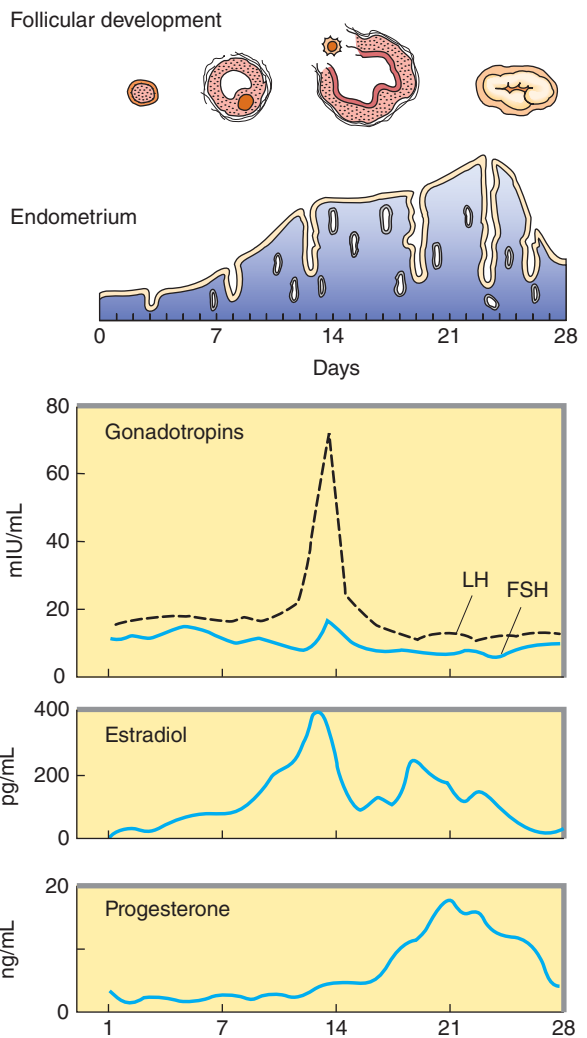 Follicular development
Endometrium
0 7 14 21 28
Days
80
Gonadotropins
60
mIU/mL
40
LH
FSH
20
0
400
Estradiol
pg/mL
200
0
20
Progesterone
ng/mL
0
1 7 14 21 28